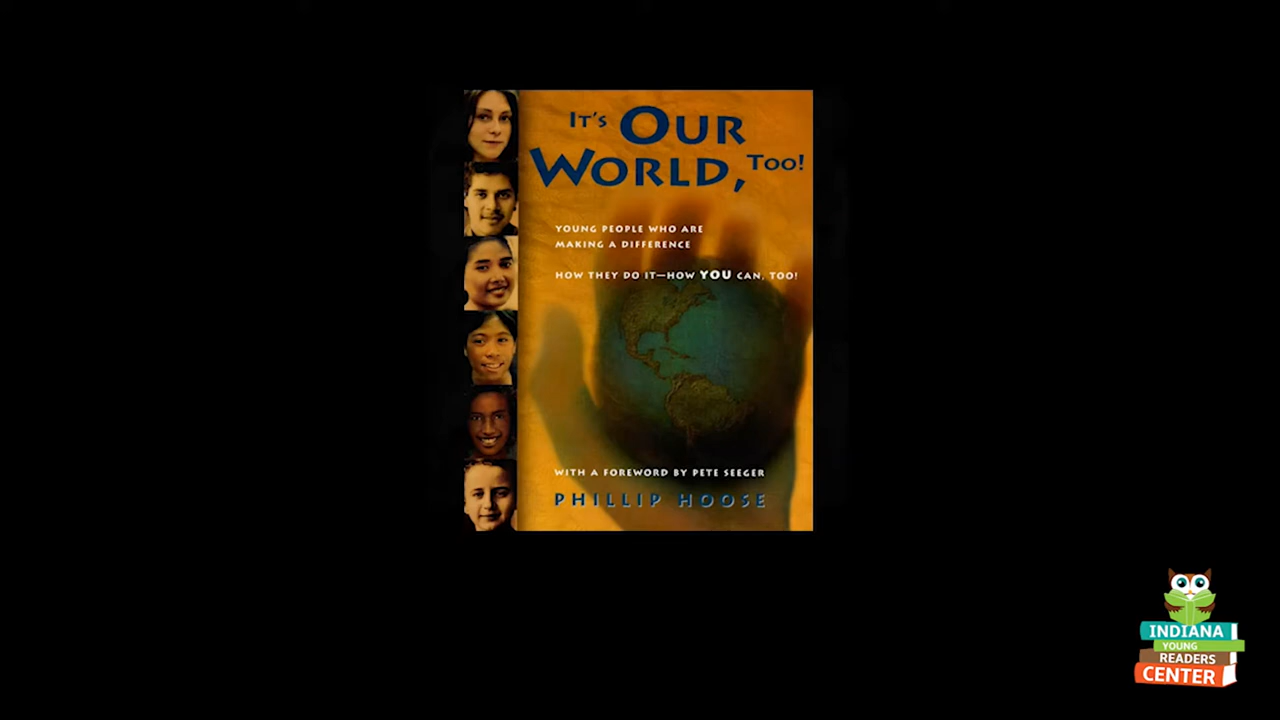 It's Our
World, Too!
YOUNG PEOPLE WHO ARE
MAKING A DIFFERENCE
HOW THEY DO IT—HOW YOU CAN, TOO!
WITH A FOREWORD BY PETE SEEGER
PHILLIP HOOSE
INDIANA
YOUNG
READERS
CENTER